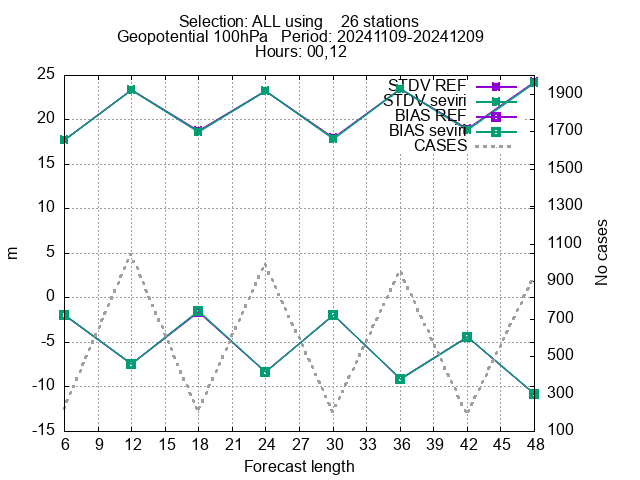 Selection: ALL using    26 stations
Geopotential 100hPa   Period: 20241109-20241209
Hours: 00,12
STDV REF
STDV seviri
BIAS REF
BIAS seviri
CASES
25
20
15
10
5
0
-5
-10
-15
m
1900
1700
1500
1300
1100
900
700
500
300
100
No cases
6 9 12 15 18 21 24 27 30 33 36 39 42 45 48
Forecast length